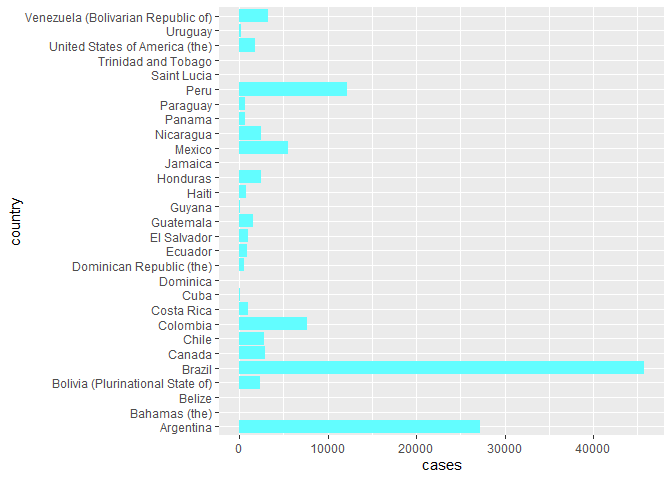 Venezuela (Bolivarian Republic of)
Uruguay
United States of America (the)
Trinidad and Tobago
Saint Lucia
Peru
Paraguay
Panama
Nicaragua
Mexico
Jamaica
Honduras
Haiti
Guyana
Guatemala
El Salvador
Ecuador
Dominican Republic (the)
Dominica
Cuba
Costa Rica
Colombia
Chile
Canada
Brazil
Bolivia (Plurinational State of)
Belize
Bahamas (the)
Argentina
country
0 10000 20000 30000 40000
cases